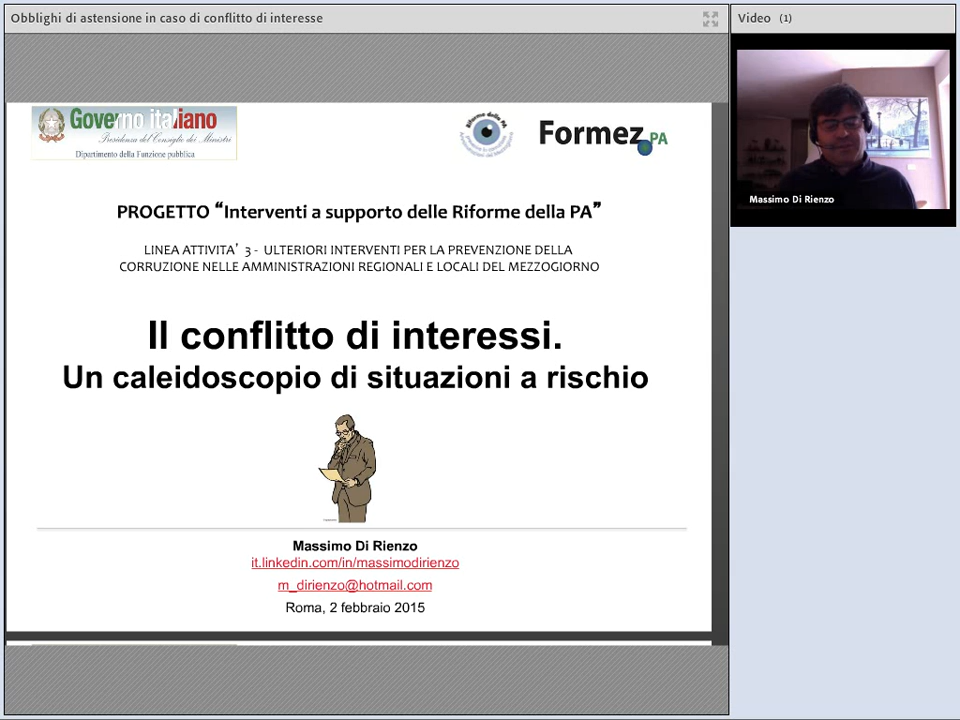 Obblighi di astensione in caso di conflitto di interesse
Video (1)
Massimo Di Rienzo
Governo italiano
Presidenza del Consiglio dei Ministri
Dipartimento della Funzione pubblica
Riforme della PA
Formez PA
PROGETTO “Interventi a supporto delle Riforme della PA”
LINEA ATTIVITA’ 3 - ULTERIORI INTERVENTI PER LA PREVENZIONE DELLA
CORRUZIONE NELLE AMMINISTRAZIONI REGIONALI E LOCALI DEL MEZZOGIORNO
Il conflitto di interessi.
Un caleidoscopio di situazioni a rischio
Massimo Di Rienzo
it.linkedin.com/in/massimodirienzo
m_dirienzo@hotmail.com
Roma, 2 febbraio 2015